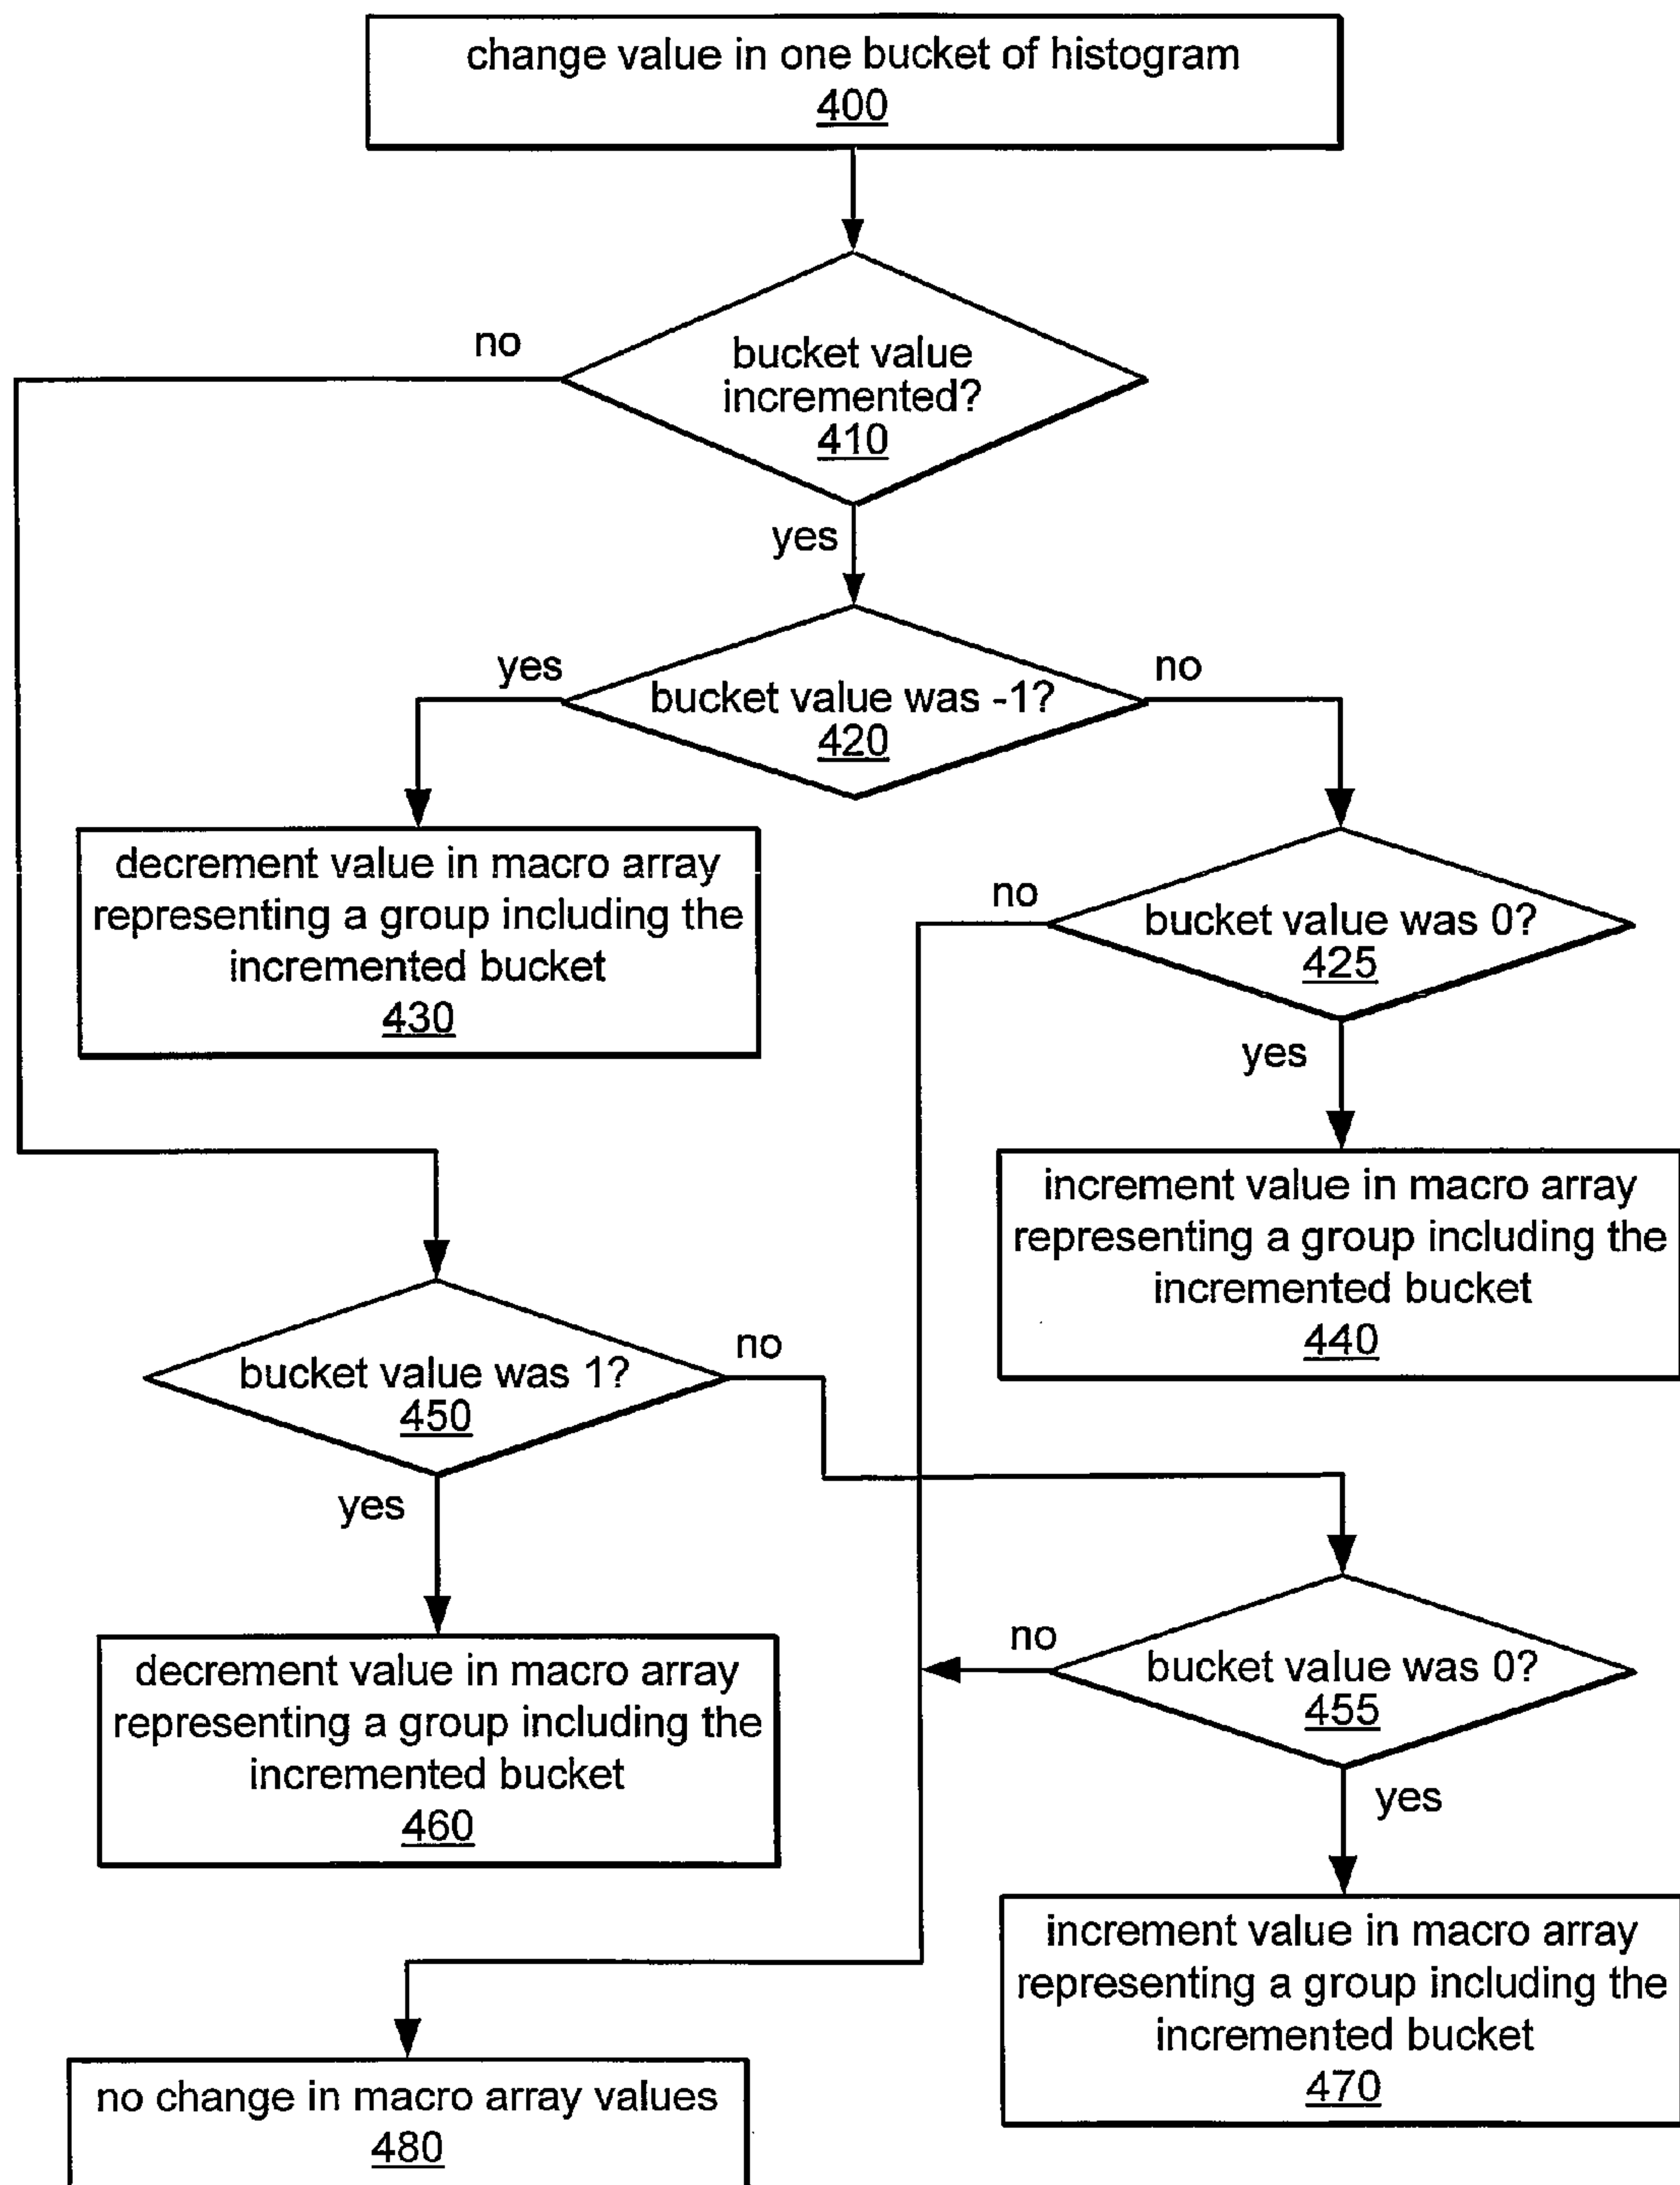 change value in one bucket of histogram
400
no
bucket value
incremented?
410
yes
yes
bucket value was -1?
420
no
decrement value in macro array
representing a group including the
incremented bucket
430
no
bucket value was 0?
425
yes
increment value in macro array
representing a group including the
incremented bucket
440
bucket value was 1?
450
no
yes
decrement value in macro array
representing a group including the
incremented bucket
460
no
bucket value was 0?
455
yes
increment value in macro array
representing a group including the
incremented bucket
470
no change in macro array values
480